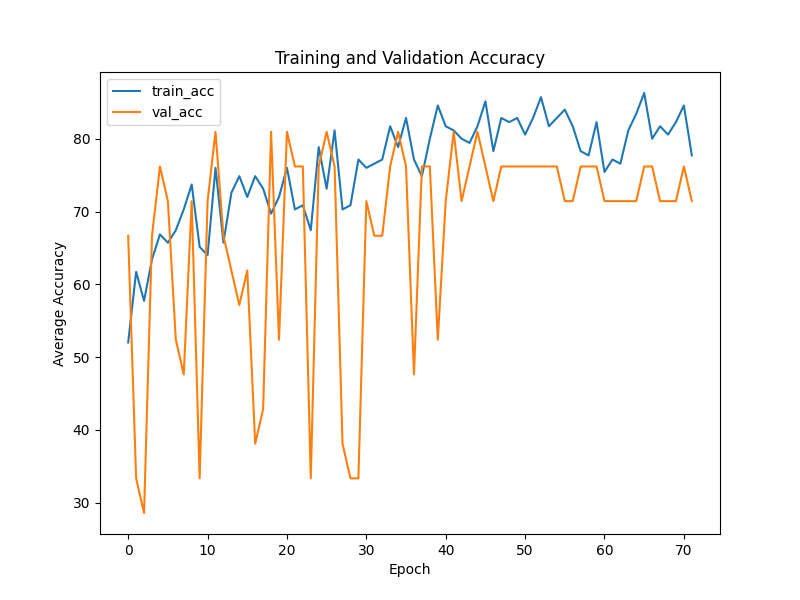 Training and Validation Accuracy
train_acc
val_acc
80
70
60
50
40
30
Average Accuracy
0 10 20 30 40 50 60 70
Epoch